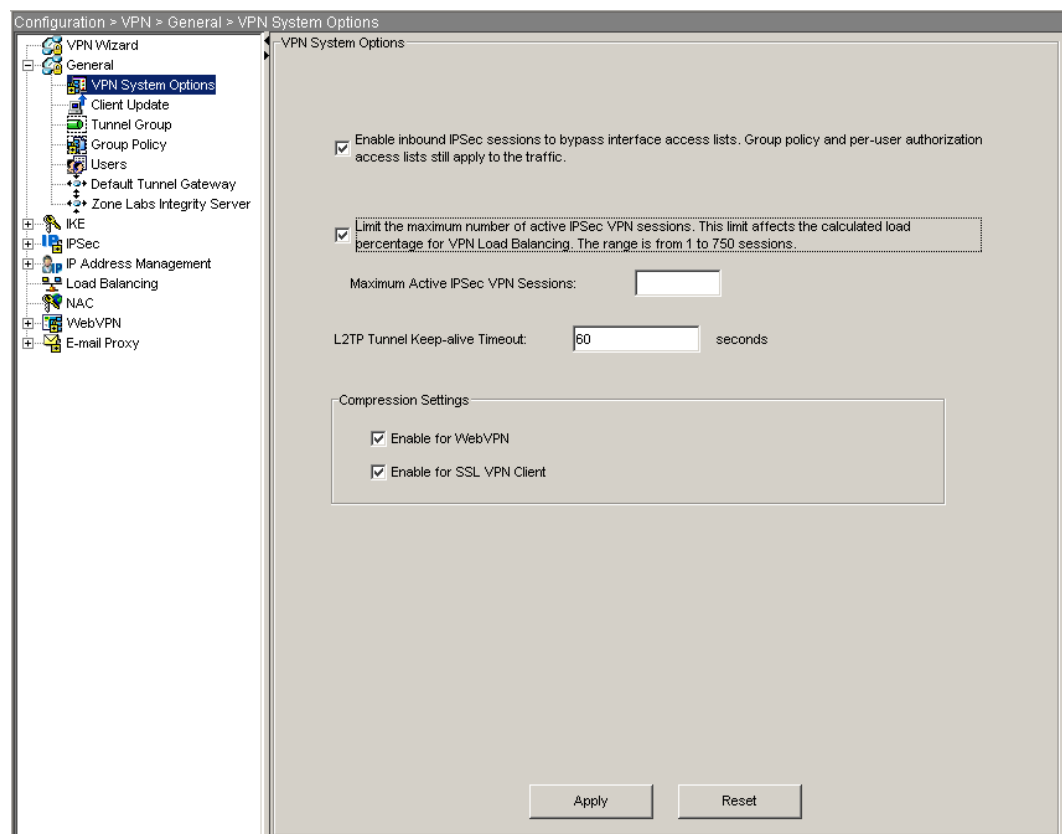 Configuration > VPN > General > VPN System Options
VPN Wizard
General
VPN System Options
Client Update
Tunnel Group
Group Policy
Users
Default Tunnel Gateway
Zone Labs Integrity Server
IKE
IPSec
IP Address Management
Load Balancing
NAC
WebVPN
E-mail Proxy
VPN System Options
Enable inbound IPSec sessions to bypass interface access lists. Group policy and per-user authorization
access lists still apply to the traffic.
Limit the maximum number of active IPSec VPN sessions. This limit affects the calculated load
percentage for VPN Load Balancing. The range is from 1 to 750 sessions.
Maximum Active IPSec VPN Sessions:
L2TP Tunnel Keep-alive Timeout: 60 seconds
Compression Settings
Enable for WebVPN
Enable for SSL VPN Client
Apply Reset